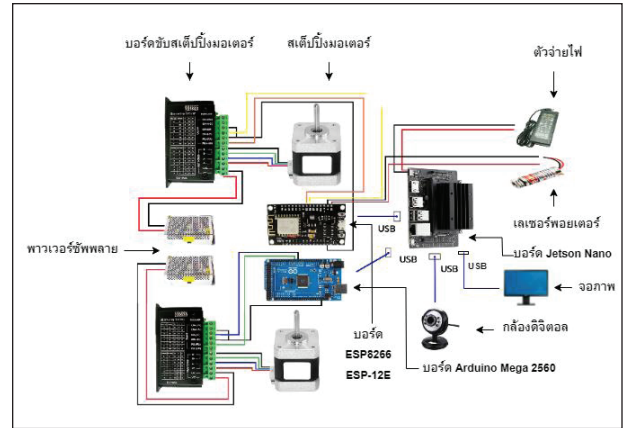 บอร์ดขับสเต็ปปิ้งมอเตอร์
สเต็ปปิ้งมอเตอร์
ตัวจ่ายไฟ
เลเซอร์พอยเตอร์
USB
บอร์ด Jetson Nano
พาวเวอร์ซัพพลาย
USB
USB
จอภาพ
กล้องดิจิตอล
บอร์ด
ESP8266
ESP-12E
บอร์ด Arduino Mega 2560